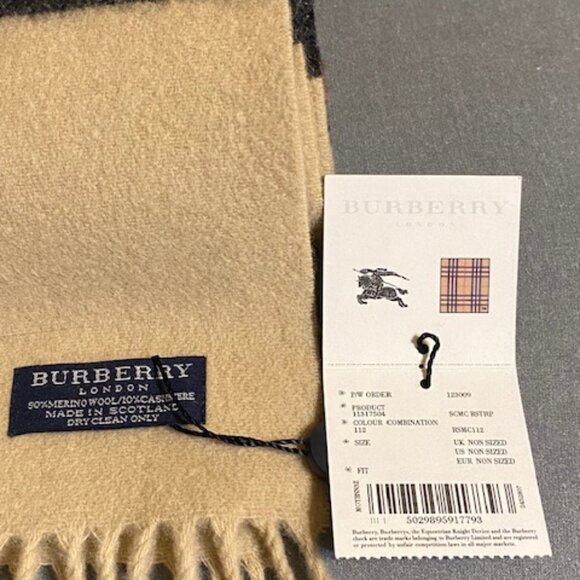 BURBERRY
LONDON
90%MERINO WOOL/10%CASHMERE
MADE IN SCOTLAND
DRY CLEAN ONLY
BURBERRY
LONDON
P/W ORDER 123009
PRODUCT
11317504 SCMC RSTRP
COLOUR COMBINATION
112 RSMC112
SIZE UK NON SIZED
US NON SIZED
EUR NON SIZED
FIT
5029895917793
Burberry, Burberrys, the Equestrian Knight Device and the Burberry
check are trade marks belonging to Burberry Limited and are registered
or protected by unfair competition laws in all major markets.